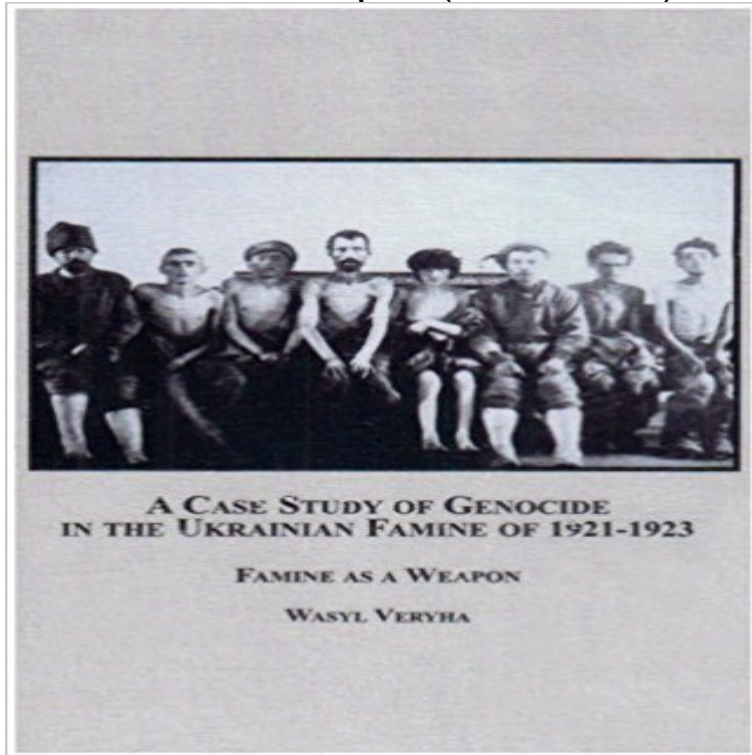 A CASE STUDY OF GENOCIDE
IN THE UKRAINIAN FAMINE OF 1921-1923
FAMINE AS A WEAPON
WASYL VERYHA